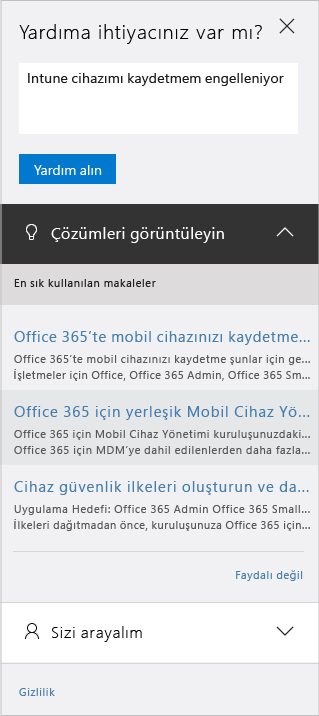 Yardıma ihtiyacınız var mı?
Intune cihazımı kaydetmem engelleniyor
Yardım alın
Çözümleri görüntüleyin
En sık kullanılan makaleler
Office 365'te mobil cihazınızı kaydetme...
Office 365'te mobil cihazınızı kaydetme şunlar için ge...
İşletmeler için Office, Office 365 Admin, Office 365 Sm...
Office 365 için yerleşik Mobil Cihaz Yö...
Office 365 için Mobil Cihaz Yönetimi kuruluşunuzdaki...
Office 365 için MDM'ye dahil edilenlerden daha fazla...
Cihaz güvenlik ilkeleri oluşturun ve da...
Uygulama Hedefi: Office 365 Admin Office 365 Small...
İlkeleri dağıtmadan önce, kuruluşunuza Office 365 için...
Faydalı değil
Sizi arayalım
Gizlilik